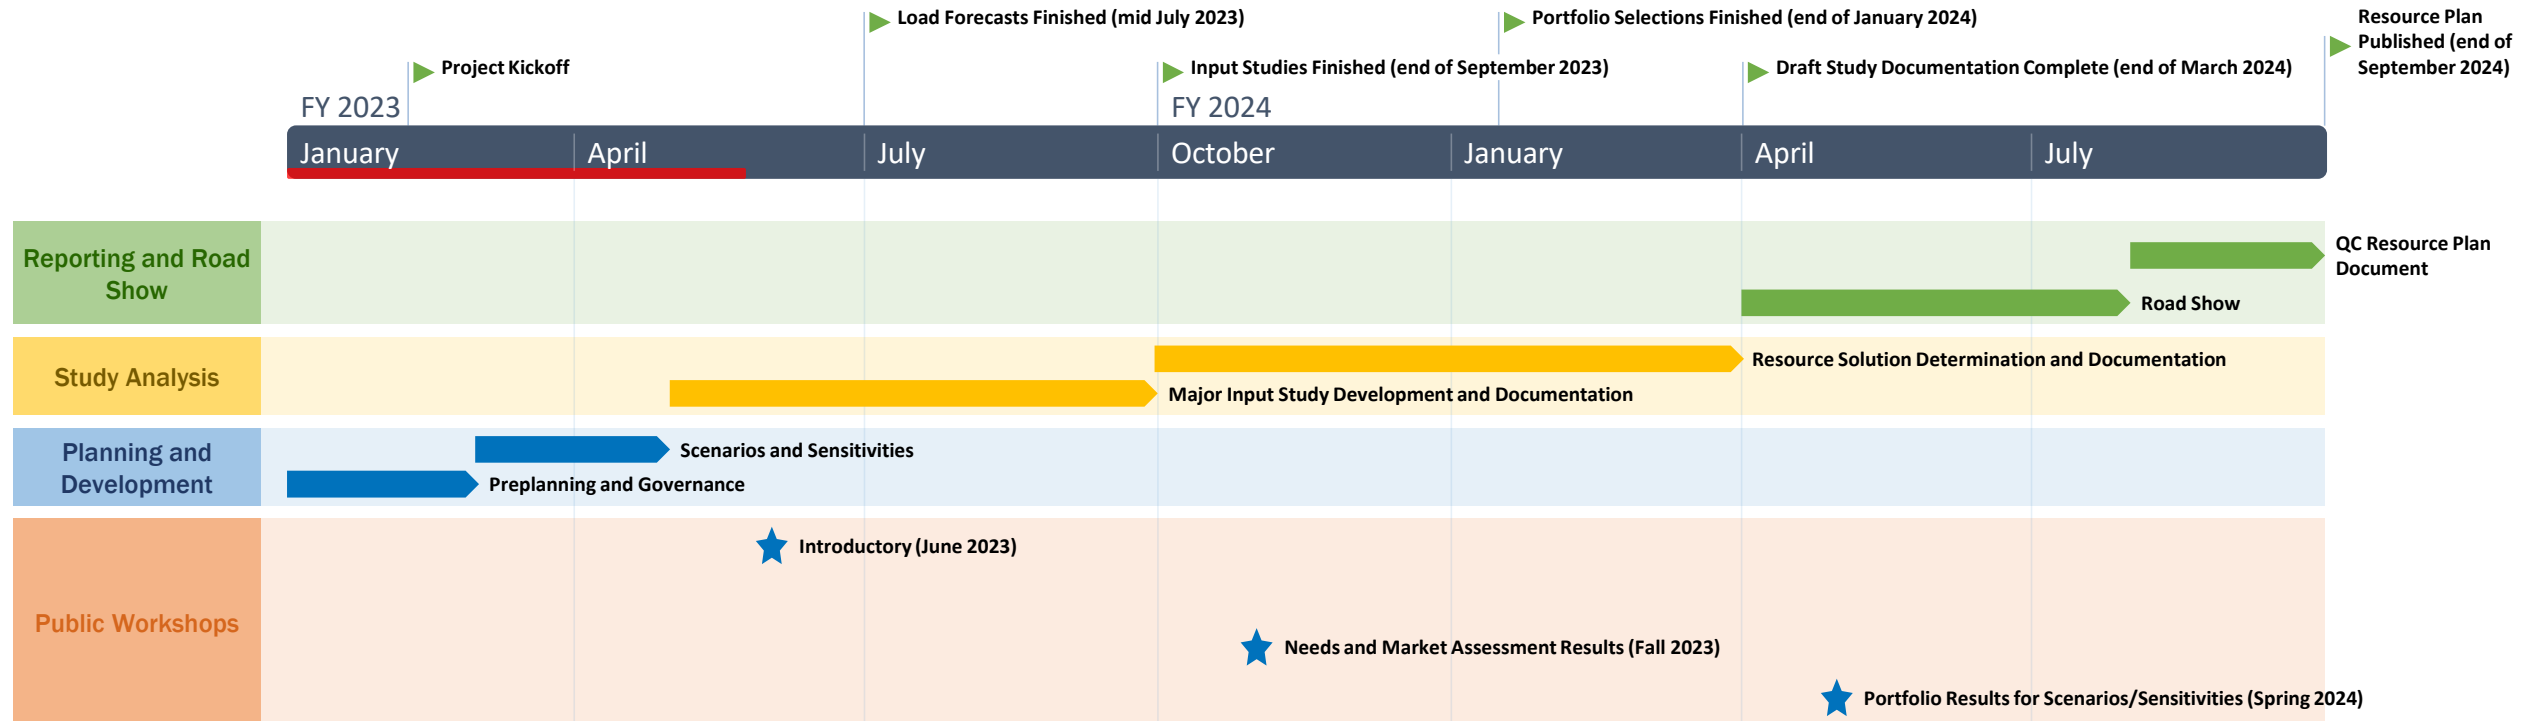 Load Forecasts Finished (mid July 2023)
Portfolio Selections Finished (end of January 2024)
Resource Plan
Published (end of
September 2024)
Project Kickoff
Input Studies Finished (end of September 2023)
Draft Study Documentation Complete (end of March 2024)
FY 2023
FY 2024
January
April
July
October
January
April
July
Reporting and Road
Show
QC Resource Plan
Document
Road Show
Study Analysis
Resource Solution Determination and Documentation
Major Input Study Development and Documentation
Planning and
Development
Scenarios and Sensitivities
Preplanning and Governance
Public Workshops
Introductory (June 2023)
Needs and Market Assessment Results (Fall 2023)
Portfolio Results for Scenarios/Sensitivities (Spring 2024)